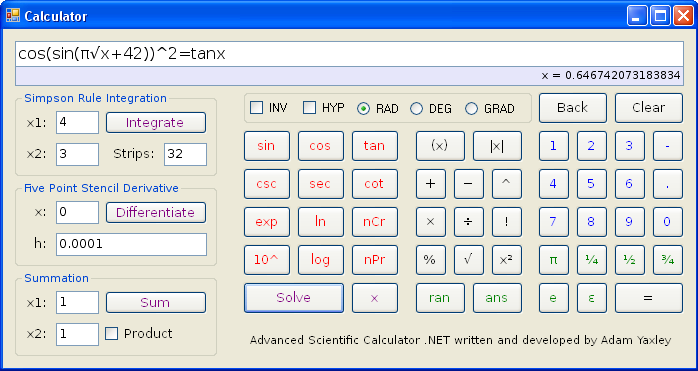 Calculator
cos(sin(π√x+42))^2=tanx
x = 0.646742073183834
Simpson Rule Integration
x1: 4 Integrate
x2: 3 Strips: 32
Five Point Stencil Derivative
x: 0 Differentiate
h: 0.0001
Summation
x1: 1 Sum
x2: 1 Product
INV HYP RAD DEG GRAD Back Clear
sin cos tan (x) |x| 1 2 3 -
csc sec cot + − ^ 4 5 6 .
exp ln nCr × ÷ ! 7 8 9 0
10^ log nPr % √ x² π ¼ ½ ¾
Solve x ran ans e ε =
Advanced Scientific Calculator .NET written and developed by Adam Yaxley